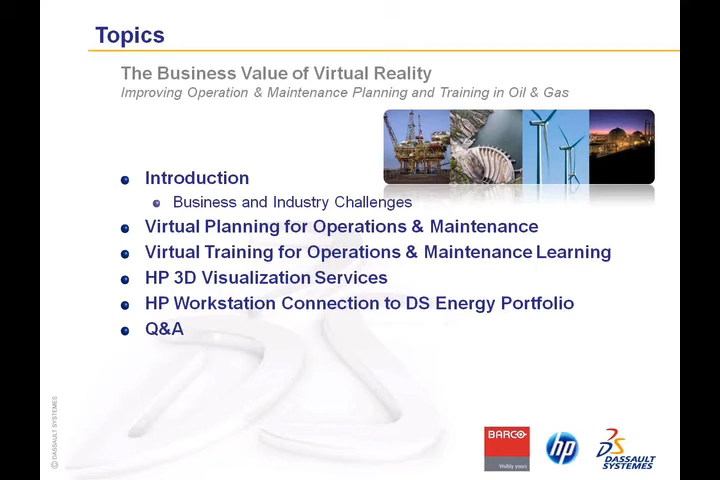 Topics
The Business Value of Virtual Reality
Improving Operation & Maintenance Planning and Training in Oil & Gas
Introduction
Business and Industry Challenges
Virtual Planning for Operations & Maintenance
Virtual Training for Operations & Maintenance Learning
HP 3D Visualization Services
HP Workstation Connection to DS Energy Portfolio
Q&A
© DASSAULT SYSTEMES
BARCO
Visibly yours
hp
DS
DASSAULT
SYSTEMES